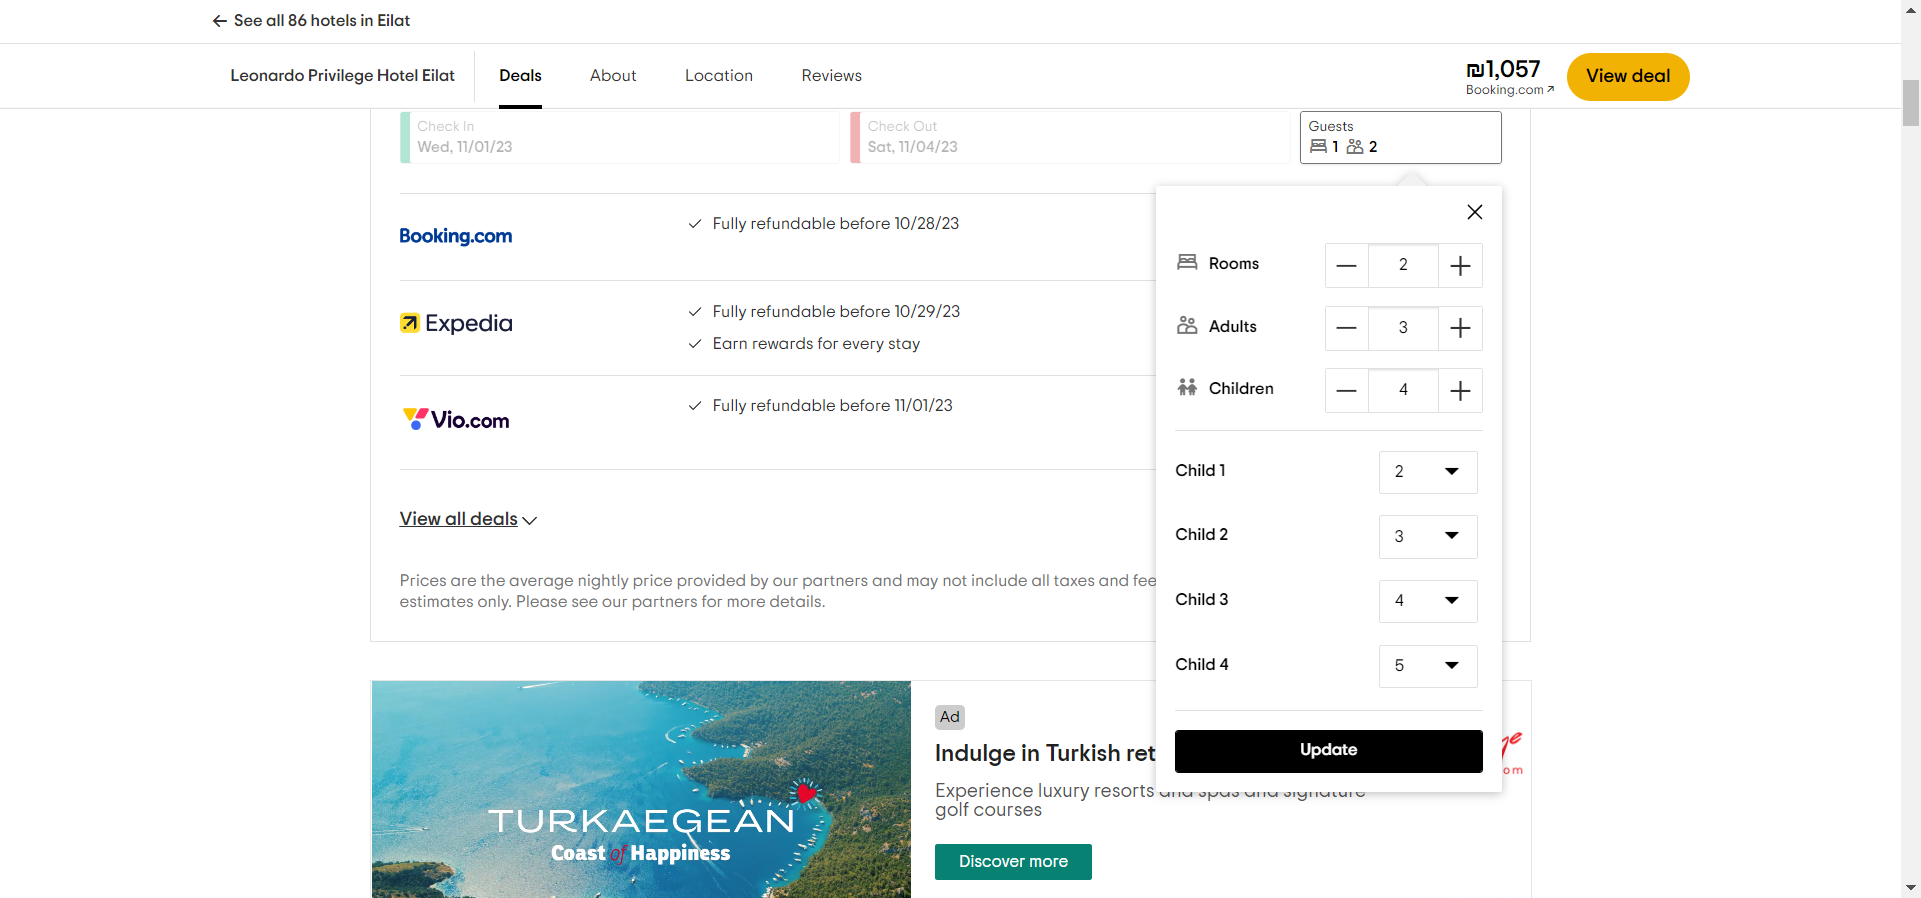 See all 86 hotels in Eilat
Leonardo Privilege Hotel Eilat
Deals
About
Location
Reviews
₪1,057
Booking.com
View deal
Check In
Wed, 11/01/23
Check Out
Sat, 11/04/23
Guests
1 2
Booking.com
Fully refundable before 10/28/23
Expedia
Fully refundable before 10/29/23
Earn rewards for every stay
Vio.com
Fully refundable before 11/01/23
View all deals
Prices are the average nightly price provided by our partners and may not include all taxes and fee
estimates only. Please see our partners for more details.
Rooms
2
Adults
3
Children
4
Child 1
2
Child 2
3
Child 3
4
Child 4
5
Update
TURKAEGEAN
Coast of Happiness
Ad
Indulge in Turkish ret
Experience luxury resorts and spas and signature
golf courses
Discover more